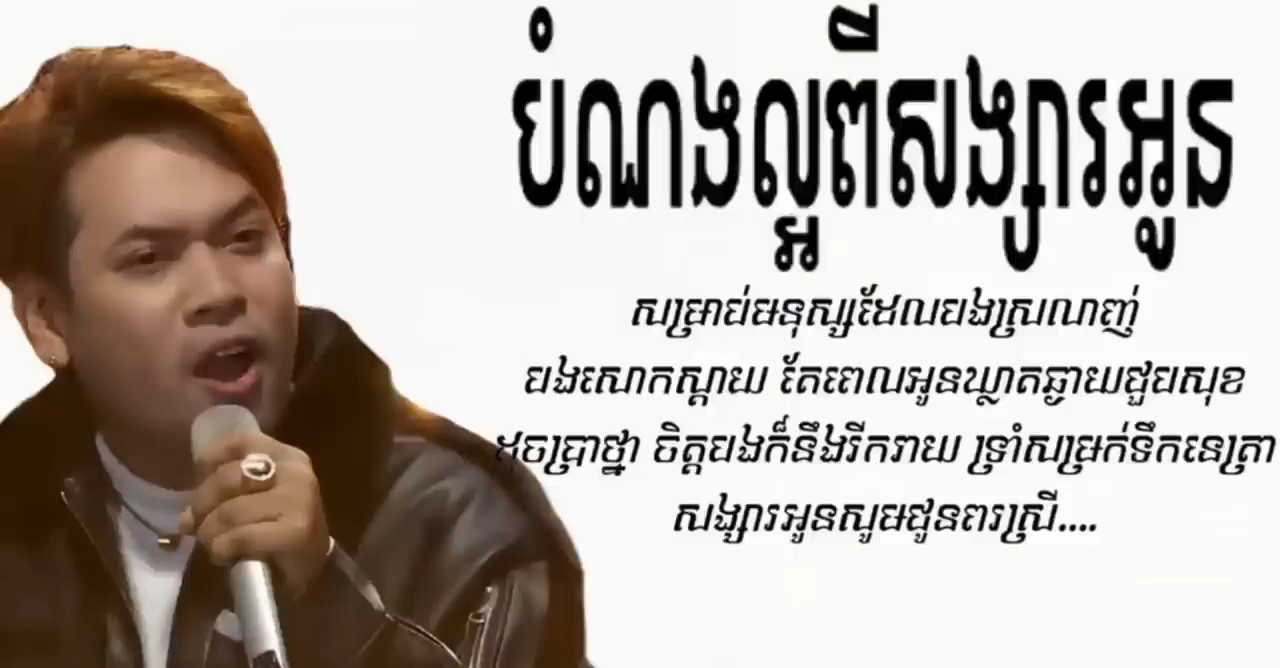 បំណងល្អពីសង្សារអូន
សម្រាប់មនុស្សដែលបងស្រលាញ់
បងសោកស្តាយ តែពេលអូនឃ្លាតឆ្ងាយជួបសុខ
ដុចប្រាថ្នា ចិត្តបងក៏នឹងរីករាយ ទ្រាំសម្រក់ទឹកនេត្រា
សង្សារអូនសូមជូនពរស្រី....